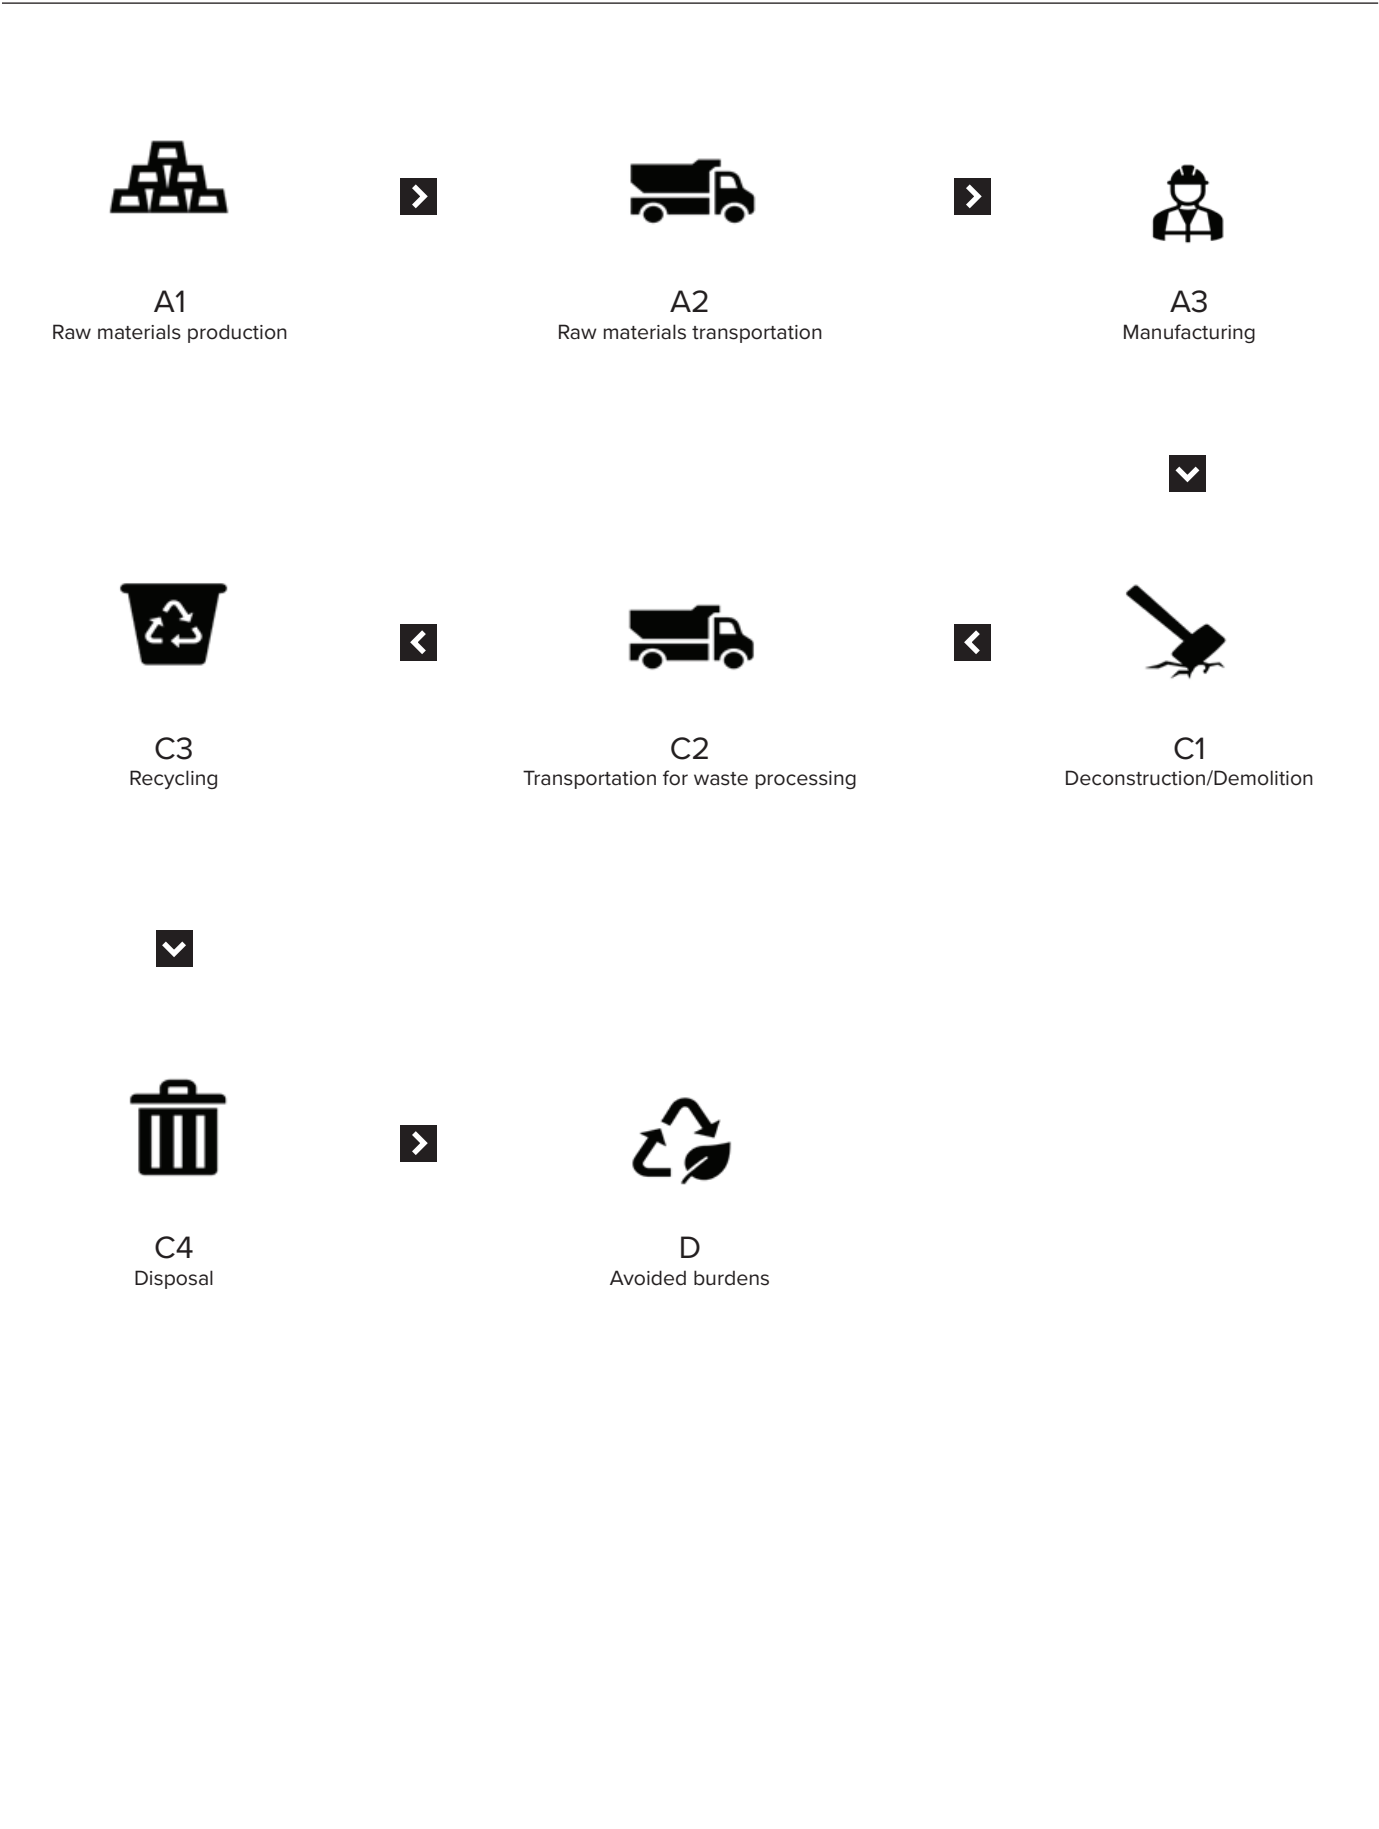 A1
Raw materials production
A2
Raw materials transportation
A3
Manufacturing
C3
Recycling
C2
Transportation for waste processing
C1
Deconstruction/Demolition
C4
Disposal
D
Avoided burdens